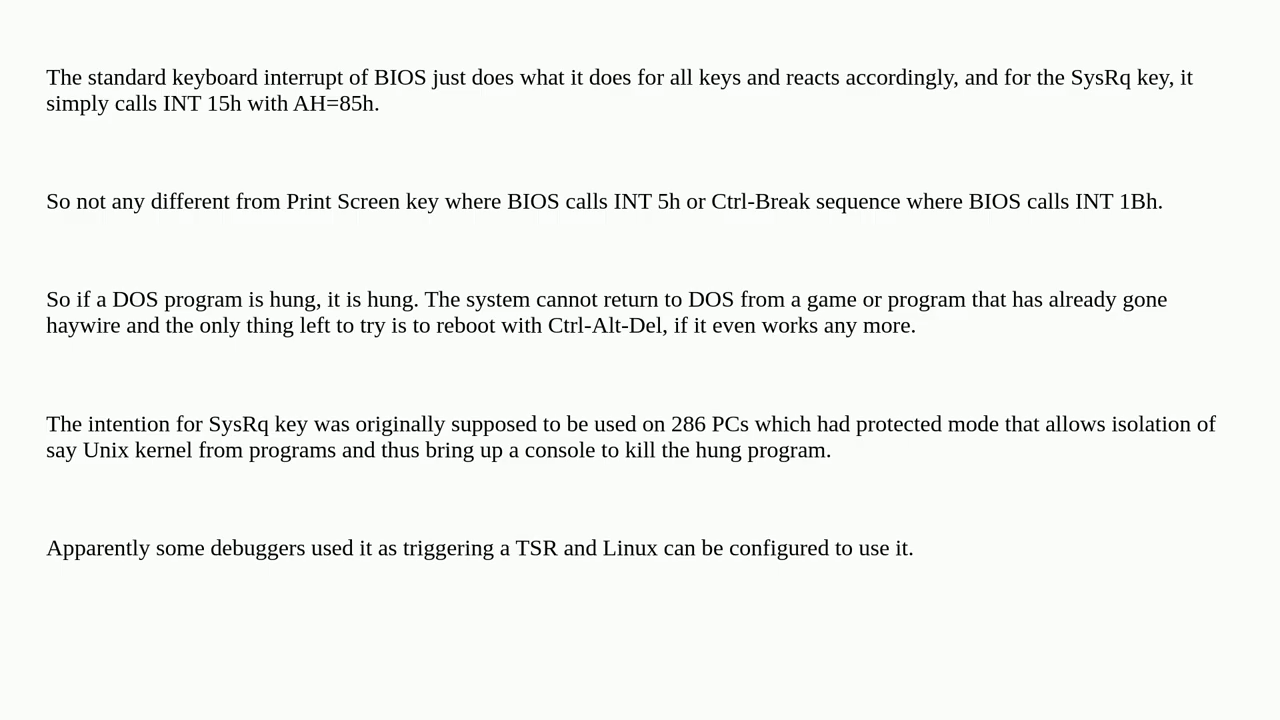 The standard keyboard interrupt of BIOS just does what it does for all keys and reacts accordingly, and for the SysRq key, it
simply calls INT 15h with AH=85h.
So not any different from Print Screen key where BIOS calls INT 5h or Ctrl-Break sequence where BIOS calls INT 1Bh.
So if a DOS program is hung, it is hung. The system cannot return to DOS from a game or program that has already gone
haywire and the only thing left to try is to reboot with Ctrl-Alt-Del, if it even works any more.
The intention for SysRq key was originally supposed to be used on 286 PCs which had protected mode that allows isolation of
say Unix kernel from programs and thus bring up a console to kill the hung program.
Apparently some debuggers used it as triggering a TSR and Linux can be configured to use it.